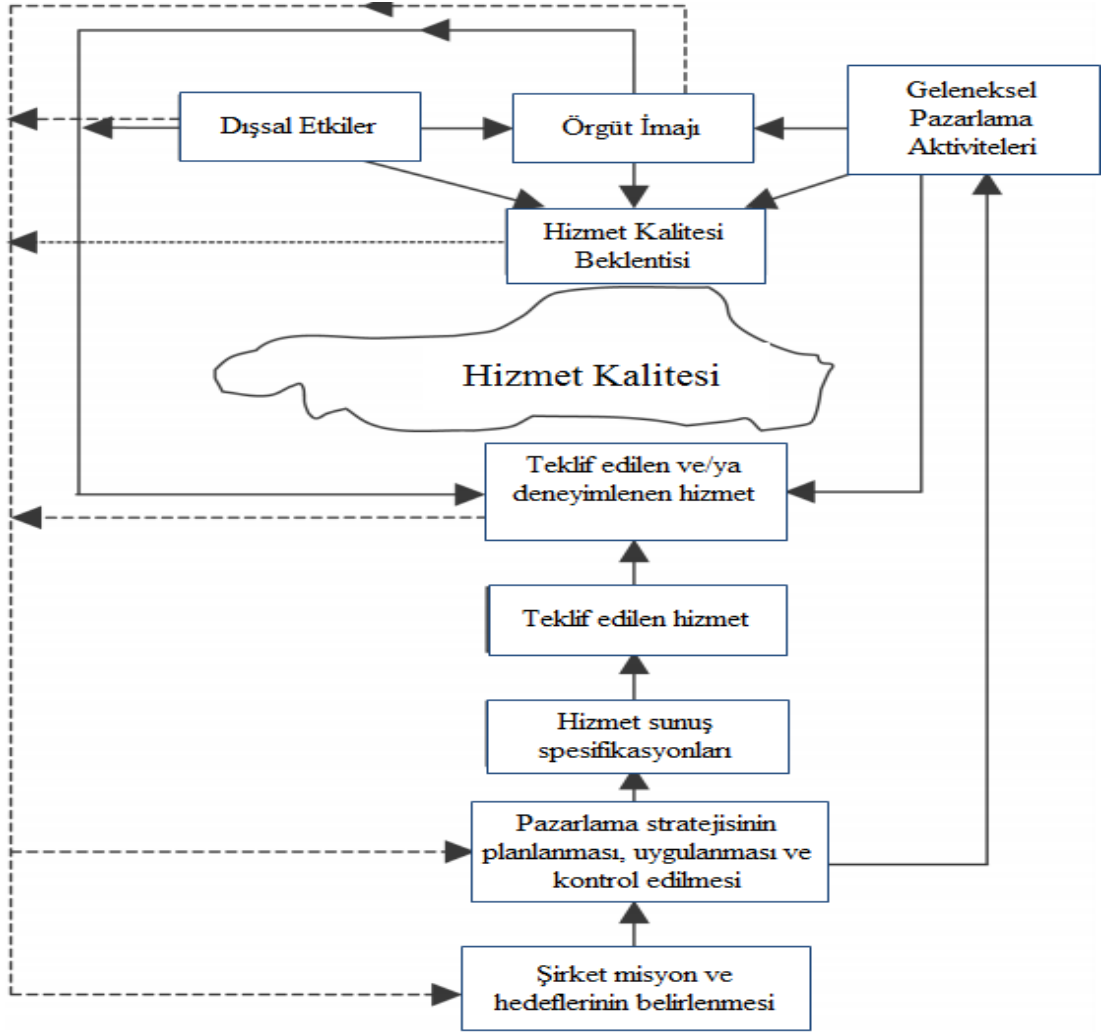 Dışsal Etkiler
Örgüt İmajı
Geleneksel
Pazarlama
Aktiviteleri
Hizmet Kalitesi
Beklentisi
Hizmet Kalitesi
Teklif edilen ve/ya
deneyimlenen hizmet
Teklif edilen hizmet
Hizmet sunuş
spesifikasyonları
Pazarlama stratejisinin
planlanması, uygulanması ve
kontrol edilmesi
Şirket misyon ve
hedeflerinin belirlenmesi